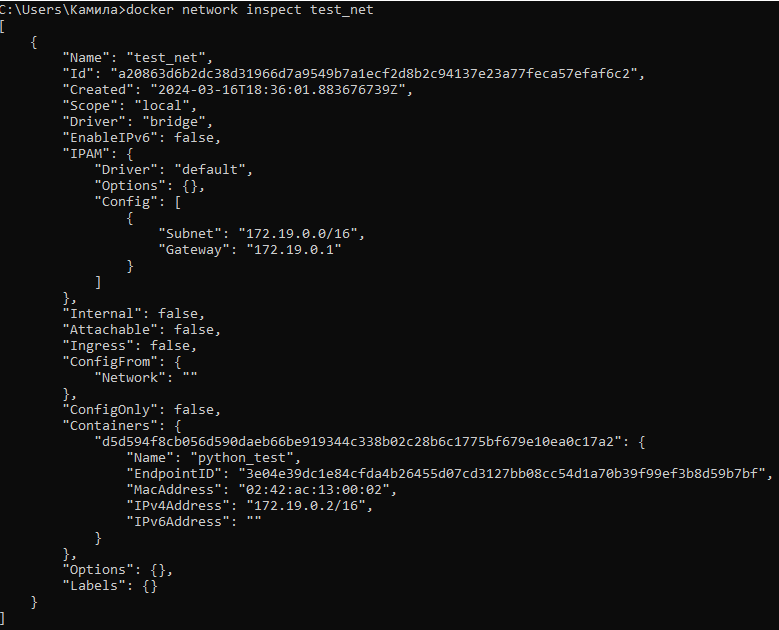 C:\Users\Камила>docker network inspect test_net
[
    {
        "Name": "test_net",
        "Id": "a20863d6b2dc38d31966d7a9549b7a1ecf2d8b2c94137e23a77feca57efaf6c2",
        "Created": "2024-03-16T18:36:01.883676739Z",
        "Scope": "local",
        "Driver": "bridge",
        "EnableIPv6": false,
        "IPAM": {
            "Driver": "default",
            "Options": {},
            "Config": [
                {
                    "Subnet": "172.19.0.0/16",
                    "Gateway": "172.19.0.1"
                }
            ]
        },
        "Internal": false,
        "Attachable": false,
        "Ingress": false,
        "ConfigFrom": {
            "Network": ""
        },
        "ConfigOnly": false,
        "Containers": {
            "d5d594f8cb056d590daeb66be919344c338b02c28b6c1775bf679e10ea0c17a2": {
                "Name": "python_test",
                "EndpointID": "3e04e39dc1e84cfda4b26455d07cd3127bb08cc54d1a70b39f99ef3b8d59b7bf",
                "MacAddress": "02:42:ac:13:00:02",
                "IPv4Address": "172.19.0.2/16",
                "IPv6Address": ""
            }
        },
        "Options": {},
        "Labels": {}
    }
]